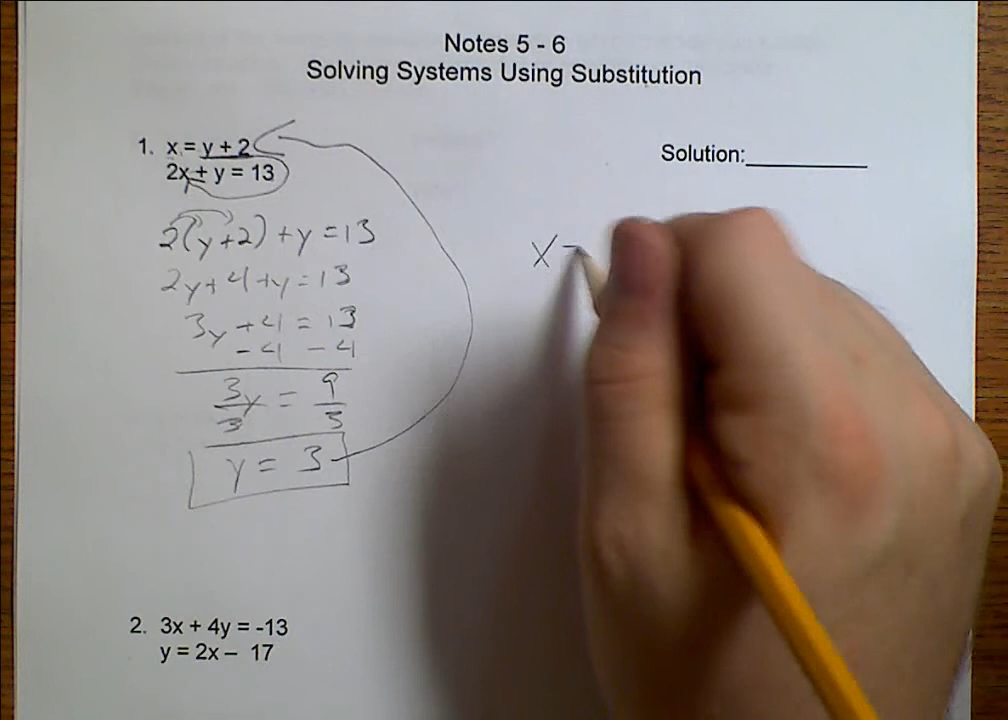 Notes 5 - 6
Solving Systems Using Substitution
1. x = y + 2
2x + y = 13
Solution:__________
2(y+2) + y = 13
2y + 4 + y = 13
3y + 4 = 13
- 4 - 4
3y = 9
3 3
y = 3
x =
2. 3x + 4y = -13
y = 2x – 17